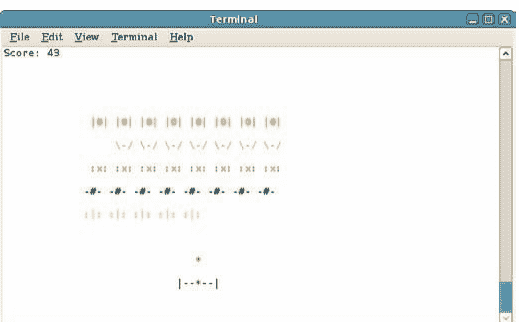 Terminal
File Edit View Terminal Help
Score: 43
|@| |@| |@| |@| |@| |@| |@| |@|
\-/ \-/ \-/ \-/ \-/ \-/ \-/
:x: :x: :x: :x: :x: :x: :x: :x:
-#- -#- -#- -#- -#- -#- -#- -#-
:|: :|: :|: :|: :|:
*
|--*--|